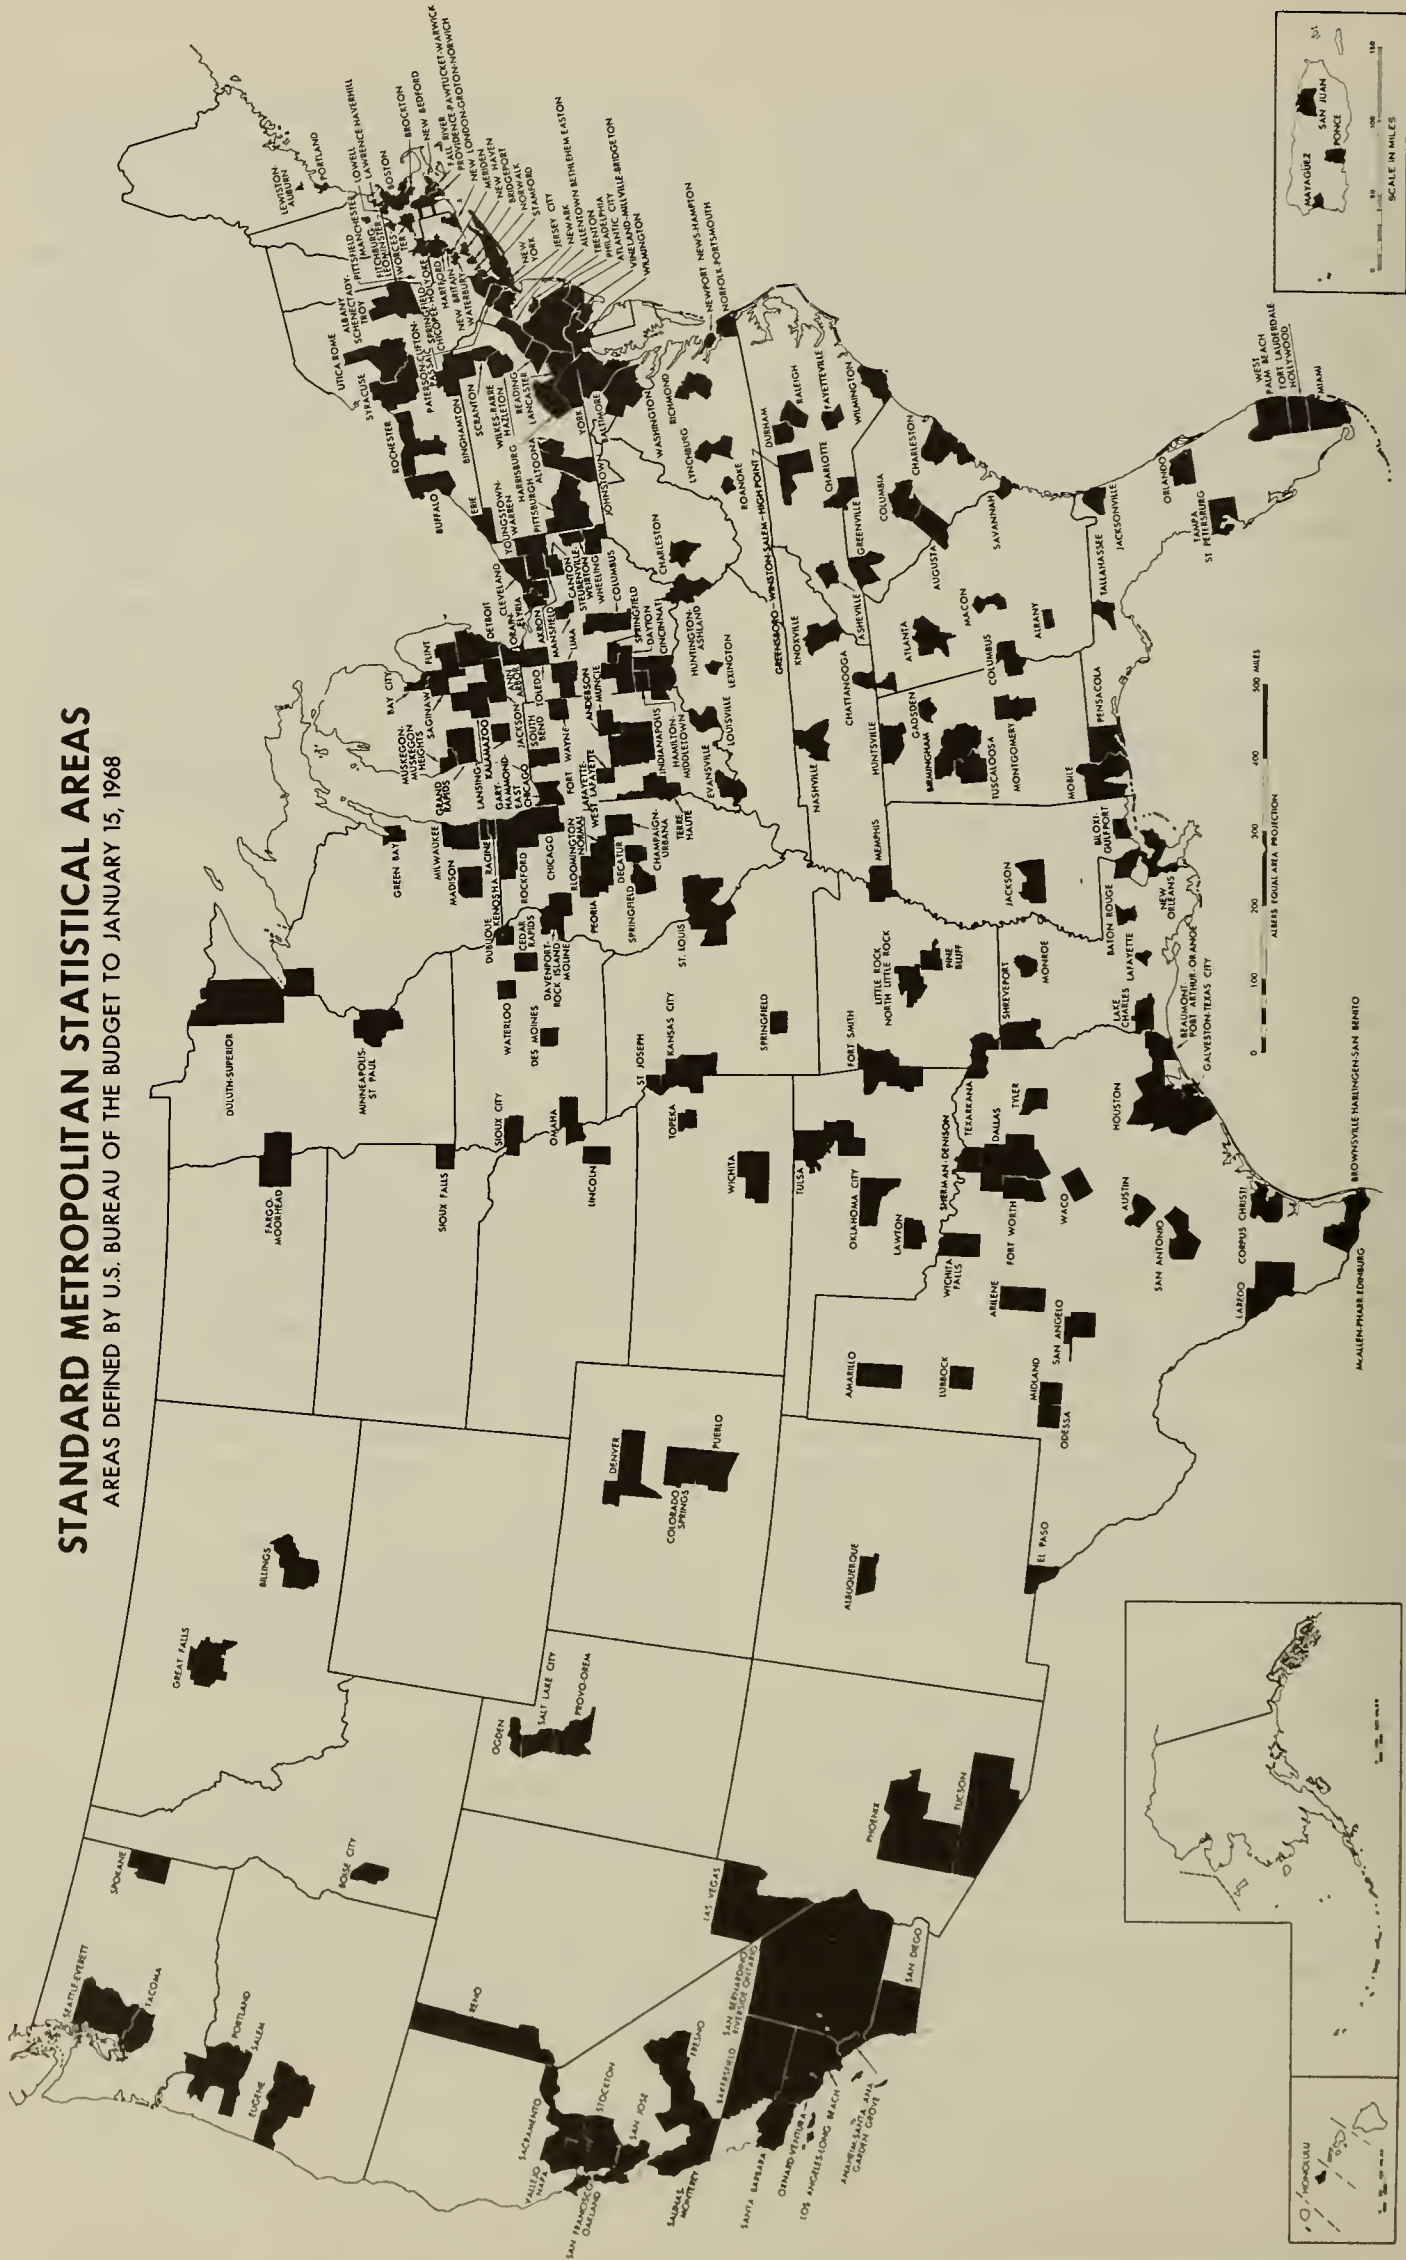 STANDARD METROPOLITAN STATISTICAL AREAS
AREAS DEFINED BY U.S. BUREAU OF THE BUDGET TO JANUARY 15, 1968
SEATTLE-EVERETT
TACOMA
SPOKANE
PORTLAND
SALEM
EUGENE
BOISE CITY
GREAT FALLS
BILLINGS
RENO
SACRAMENTO
VALLEJO
NAPA
SAN FRANCISCO
OAKLAND
STOCKTON
SAN JOSE
FRESNO
SALINAS
MONTEREY
BAKERSFIELD
SAN BERNARDINO
RIVERSIDE-ONTARIO
SANTA BARBARA
OXNARD-VENTURA
LOS ANGELES-LONG BEACH
ANAHEIM-SANTA ANA
GARDEN GROVE
SAN DIEGO
LAS VEGAS
PHOENIX
TUCSON
OGDEN
SALT LAKE CITY
PROVO-OREM
DENVER
COLORADO
SPRINGS
PUEBLO
ALBUQUERQUE
EL PASO
FARGO-
MOORHEAD
SIOUX FALLS
DULUTH-SUPERIOR
MINNEAPOLIS-
ST PAUL
SIOUX CITY
OMAHA
LINCOLN
WATERLOO
DES MOINES
DUBUQUE
CEDAR
RAPIDS
DAVENPORT-
ROCK ISLAND
MOLINE
TOPEKA
WICHITA
ST JOSEPH
KANSAS CITY
SPRINGFIELD
ST. LOUIS
TULSA
OKLAHOMA CITY
LAWTON
FORT SMITH
LITTLE ROCK
NORTH LITTLE ROCK
PINE
BLUFF
AMARILLO
LUBBOCK
MIDLAND
ODESSA
SAN ANGELO
ABILENE
WICHITA
FALLS
SHERMAN-DENISON
TEXARKANA
DALLAS
FORT WORTH
TYLER
WACO
AUSTIN
SAN ANTONIO
HOUSTON
LAREDO
CORPUS CHRISTI
McALLEN-PHARR-EDINBURG
BROWNSVILLE-HARLINGEN-SAN BENITO
GALVESTON-TEXAS CITY
BEAUMONT-
PORT ARTHUR-ORANGE
SHREVEPORT
MONROE
LAKE
CHARLES
LAFAYETTE
BATON ROUGE
NEW
ORLEANS
BILOXI-
GULFPORT
JACKSON
MEMPHIS
GREEN BAY
MILWAUKEE
MADISON
RACINE
KENOSHA
ROCKFORD
CHICAGO
BLOOMINGTON
NORMAL
PEORIA
DECATUR
SPRINGFIELD
CHAMPAIGN-
URBANA
TERRE
HAUTE
MUSKEGON-
MUSKEGON
HEIGHTS
GRAND
RAPIDS
BAY CITY
SAGINAW
FLINT
LANSING
KALAMAZOO
JACKSON
ANN
ARBOR
DETROIT
GARY-
HAMMOND-
EAST
CHICAGO
SOUTH
BEND
FORT WAYNE
LAFAYETTE-
WEST LAFAYETTE
ANDERSON
MUNCIE
INDIANAPOLIS
EVANSVILLE
LOUISVILLE
LEXINGTON
HAMILTON-
MIDDLETOWN
CINCINNATI
DAYTON
SPRINGFIELD
COLUMBUS
TOLEDO
LIMA
MANSFIELD
LORAIN-
ELYRIA
CLEVELAND
AKRON
CANTON
YOUNGSTOWN-
WARREN
STEUBENVILLE-
WEIRTON
WHEELING
HUNTINGTON-
ASHLAND
CHARLESTON
NASHVILLE
KNOXVILLE
CHATTANOOGA
HUNTSVILLE
GADSDEN
BIRMINGHAM
TUSCALOOSA
MONTGOMERY
MOBILE
PENSACOLA
ATLANTA
MACON
COLUMBUS
ALBANY
AUGUSTA
SAVANNAH
TALLAHASSEE
JACKSONVILLE
ORLANDO
TAMPA
ST PETERSBURG
WEST
PALM BEACH
FORT LAUDERDALE
HOLLYWOOD
MIAMI
ASHEVILLE
GREENVILLE
COLUMBIA
CHARLESTON
CHARLOTTE
GREENSBORO-WINSTON-SALEM-HIGH POINT
DURHAM
RALEIGH
FAYETTEVILLE
WILMINGTON
ROANOKE
LYNCHBURG
RICHMOND
WASHINGTON
NEWPORT NEWS-HAMPTON
NORFOLK-PORTSMOUTH
BALTIMORE
ERIE
PITTSBURGH
JOHNSTOWN
ALTOONA
HARRISBURG
YORK
LANCASTER
READING
WILKES-BARRE
HAZLETON
SCRANTON
BINGHAMTON
BUFFALO
ROCHESTER
SYRACUSE
UTICA-ROME
ALBANY
SCHENECTADY-
TROY
PATERSON-CLIFTON-
PASSAIC
SPRINGFIELD-
CHICOPEE-HOLYOKE
HARTFORD
NEW
BRITAIN
WATERBURY
PITTSFIELD
MANCHESTER
FITCHBURG-
LEOMINSTER
WORCES-
TER
LOWELL
LAWRENCE-HAVERHILL
BOSTON
BROCKTON
NEW BEDFORD
FALL RIVER
PROVIDENCE-PAWTUCKET-WARWICK
NEW LONDON-GROTON-NORWICH
MERIDEN
NEW HAVEN
BRIDGEPORT
NORWALK
STAMFORD
NEW
YORK
JERSEY CITY
NEWARK
ALLENTOWN BETHLEHEM EASTON
TRENTON
PHILADELPHIA
ATLANTIC CITY
VINELAND-MILLVILLE-BRIDGETON
WILMINGTON
LEWISTON
AUBURN
PORTLAND
HONOLULU
0 100 200 300 400 500 MILES
ALBERS EQUAL AREA PROJECTION
MAYAGÜEZ
SAN JUAN
PONCE
0 50 100 150
SCALE IN MILES